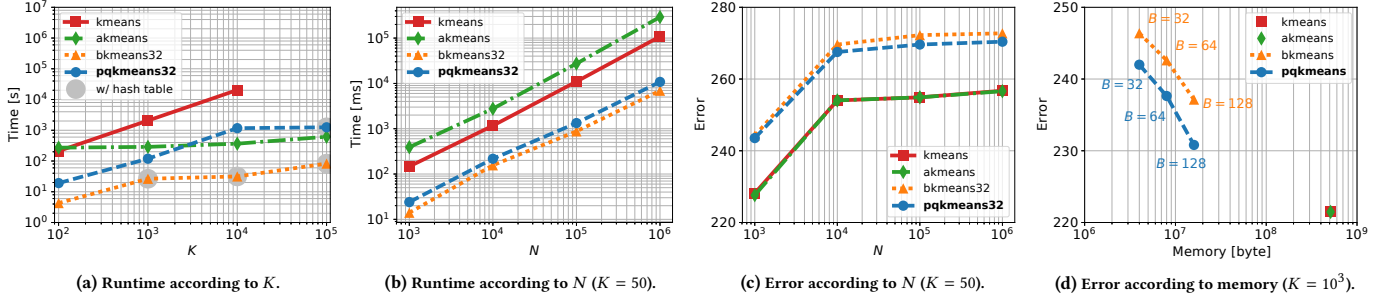 10^7
10^6
10^5
10^4
10^3
10^2
10^1
10^0
Time [s]
kmeans
akmeans
bkmeans32
pqkmeans32
w/ hash table
10^2
10^3
10^4
10^5
K
(a) Runtime according to K.
10^5
10^4
10^3
10^2
10^1
Time [ms]
kmeans
akmeans
bkmeans32
pqkmeans32
10^3
10^4
10^5
10^6
N
(b) Runtime according to N (K = 50).
280
260
240
220
Error
kmeans
akmeans
bkmeans32
pqkmeans32
10^3
10^4
10^5
10^6
N
(c) Error according to N (K = 50).
250
240
230
220
Error
B = 32
B = 64
B = 128
B = 32
B = 64
B = 128
kmeans
akmeans
bkmeans
pqkmeans
10^6
10^7
10^8
10^9
Memory [byte]
(d) Error according to memory (K = 10^3).